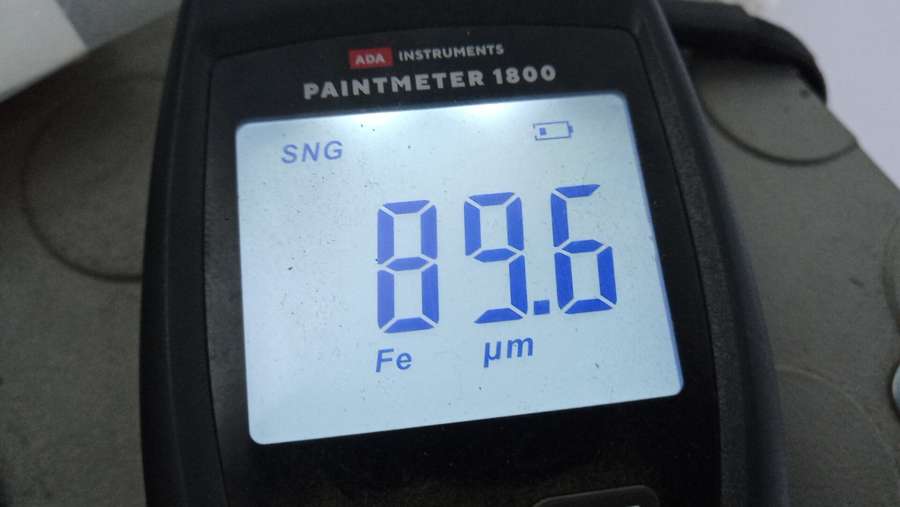 ADA INSTRUMENTS
PAINTMETER 1800
SNG
89.6
Fe µm